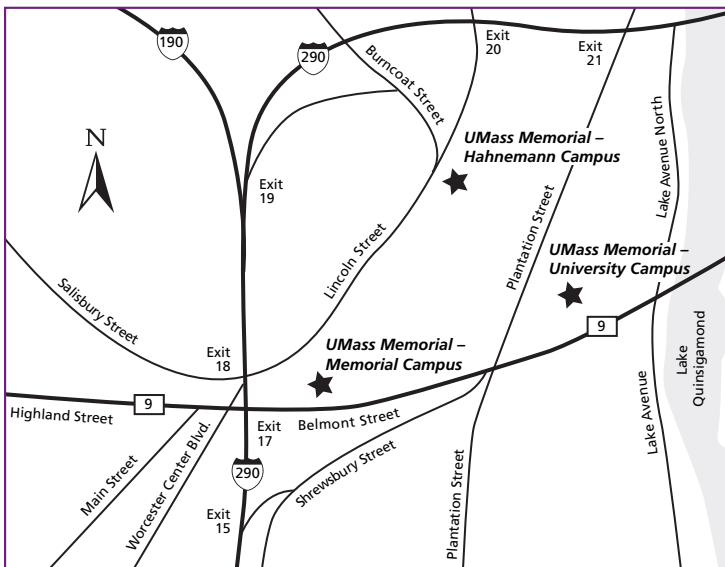 190
290
Burncoat Street
Exit
20
Exit
21
N
UMass Memorial –
Hahnemann Campus
Lake Avenue North
Exit
19
Plantation Street
Lincoln Street
UMass Memorial –
University Campus
Salisbury Street
9
Lake
Quinsigamond
Exit
18
UMass Memorial –
Memorial Campus
Highland Street
9
Belmont Street
Exit
17
Lake Avenue
Main Street
Worcester Center Blvd.
290
Shrewsbury Street
Plantation Street
Exit
15